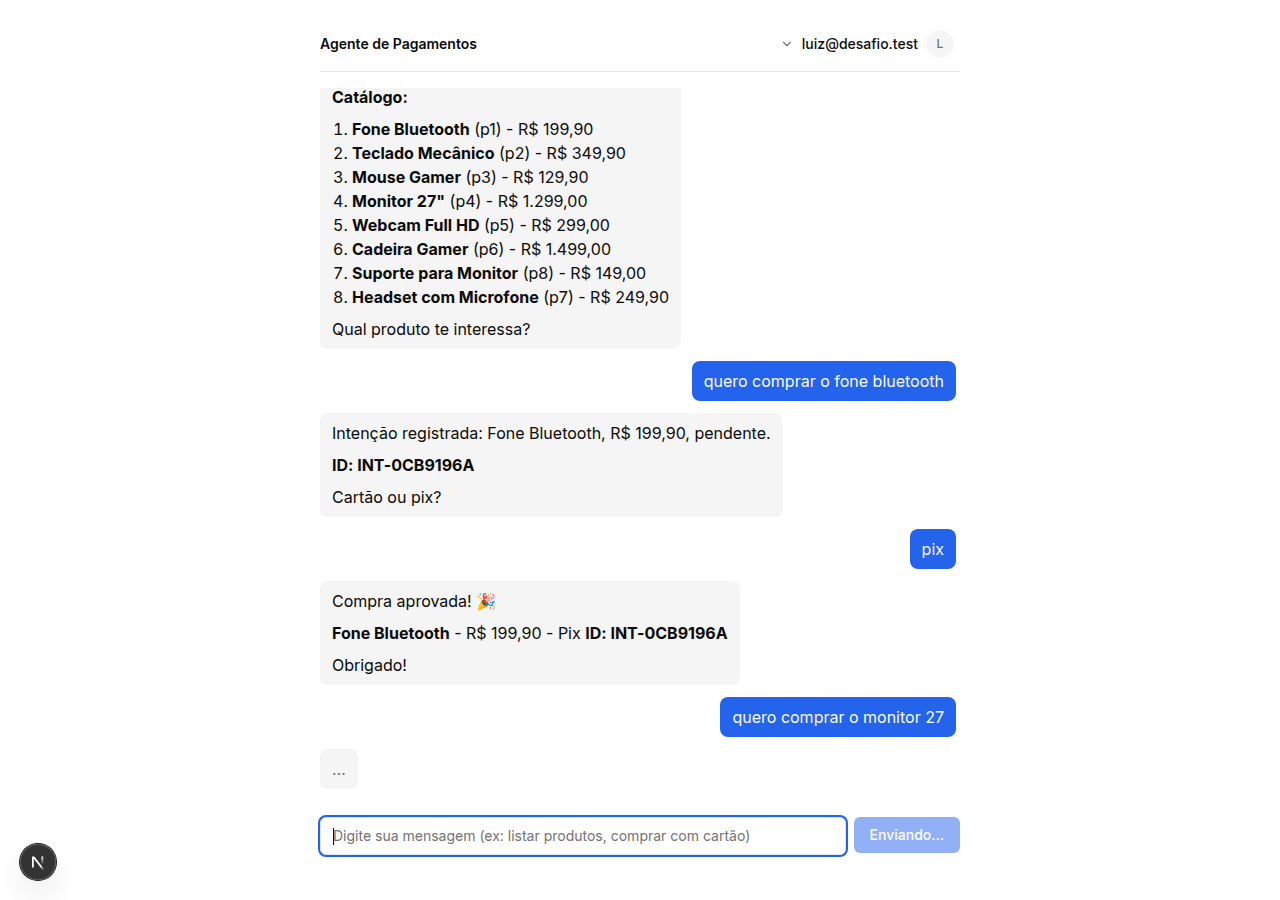 Agente de Pagamentos
luiz@desafio.test
L
Catálogo:
1. Fone Bluetooth (p1) - R$ 199,90
2. Teclado Mecânico (p2) - R$ 349,90
3. Mouse Gamer (p3) - R$ 129,90
4. Monitor 27" (p4) - R$ 1.299,00
5. Webcam Full HD (p5) - R$ 299,00
6. Cadeira Gamer (p6) - R$ 1.499,00
7. Suporte para Monitor (p8) - R$ 149,00
8. Headset com Microfone (p7) - R$ 249,90
Qual produto te interessa?
quero comprar o fone bluetooth
Intenção registrada: Fone Bluetooth, R$ 199,90, pendente.
ID: INT-0CB9196A
Cartão ou pix?
pix
Compra aprovada! 🎉
Fone Bluetooth - R$ 199,90 - Pix ID: INT-0CB9196A
Obrigado!
quero comprar o monitor 27
...
Digite sua mensagem (ex: listar produtos, comprar com cartão)
Enviando...
N